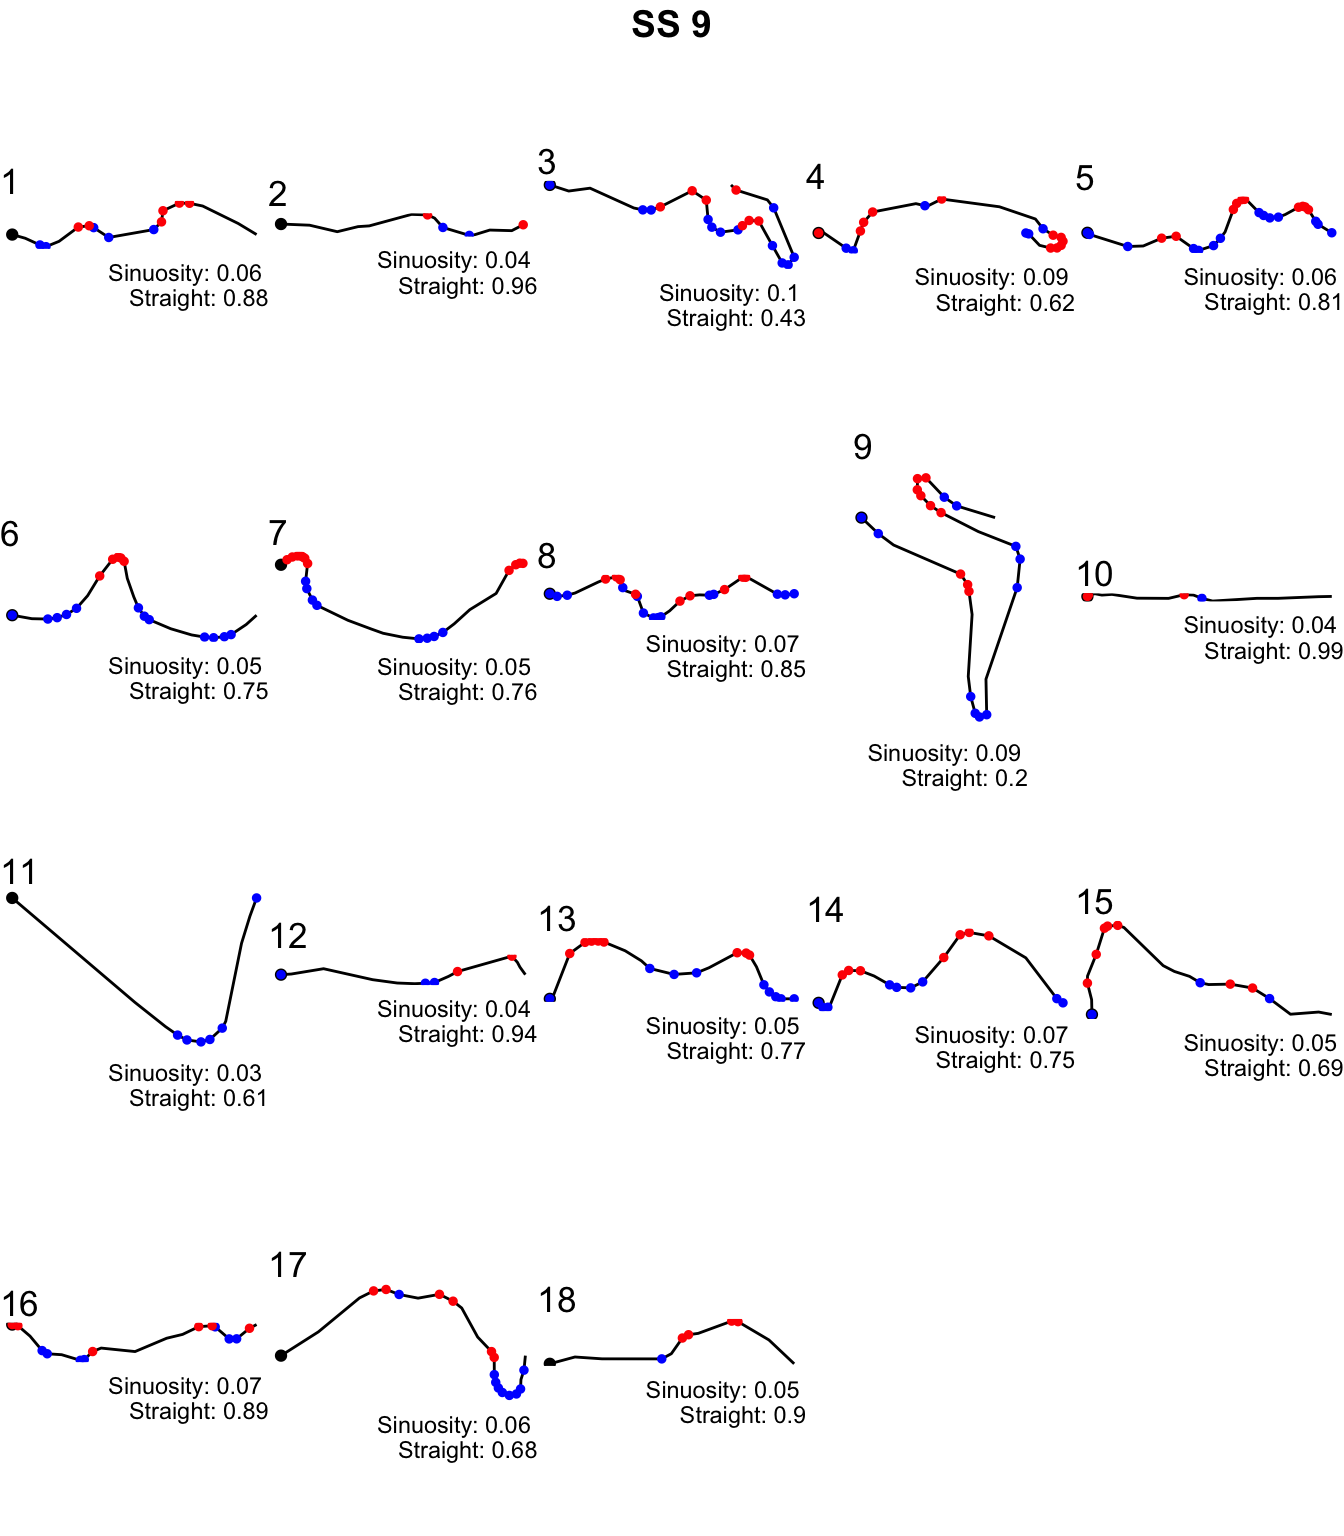 SS 9
1
Sinuosity: 0.06
Straight: 0.88
2
Sinuosity: 0.04
Straight: 0.96
3
Sinuosity: 0.1
Straight: 0.43
4
Sinuosity: 0.09
Straight: 0.62
5
Sinuosity: 0.06
Straight: 0.81
6
Sinuosity: 0.05
Straight: 0.75
7
Sinuosity: 0.05
Straight: 0.76
8
Sinuosity: 0.07
Straight: 0.85
9
Sinuosity: 0.09
Straight: 0.2
10
Sinuosity: 0.04
Straight: 0.99
11
Sinuosity: 0.03
Straight: 0.61
12
Sinuosity: 0.04
Straight: 0.94
13
Sinuosity: 0.05
Straight: 0.77
14
Sinuosity: 0.07
Straight: 0.75
15
Sinuosity: 0.05
Straight: 0.69
16
Sinuosity: 0.07
Straight: 0.89
17
Sinuosity: 0.06
Straight: 0.68
18
Sinuosity: 0.05
Straight: 0.9